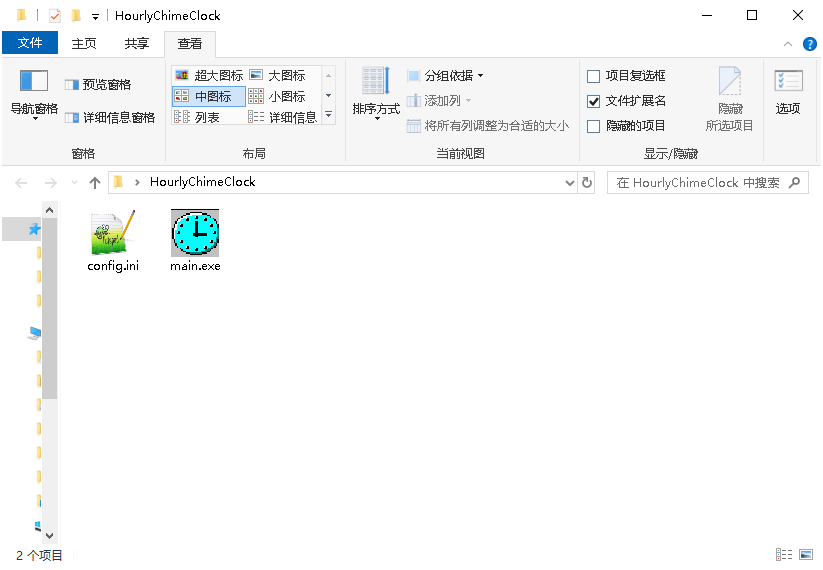 HourlyChimeClock
文件 主页 共享 查看
导航窗格
预览窗格
详细信息窗格
窗格
超大图标 大图标
中图标 小图标
列表 详细信息
布局
排序方式
分组依据
添加列
将所有列调整为合适的大小
当前视图
项目复选框
文件扩展名
隐藏的项目
隐藏
所选项目
显示/隐藏
选项
HourlyChimeClock
在 HourlyChimeClock 中搜索
config.ini
main.exe
2 个项目